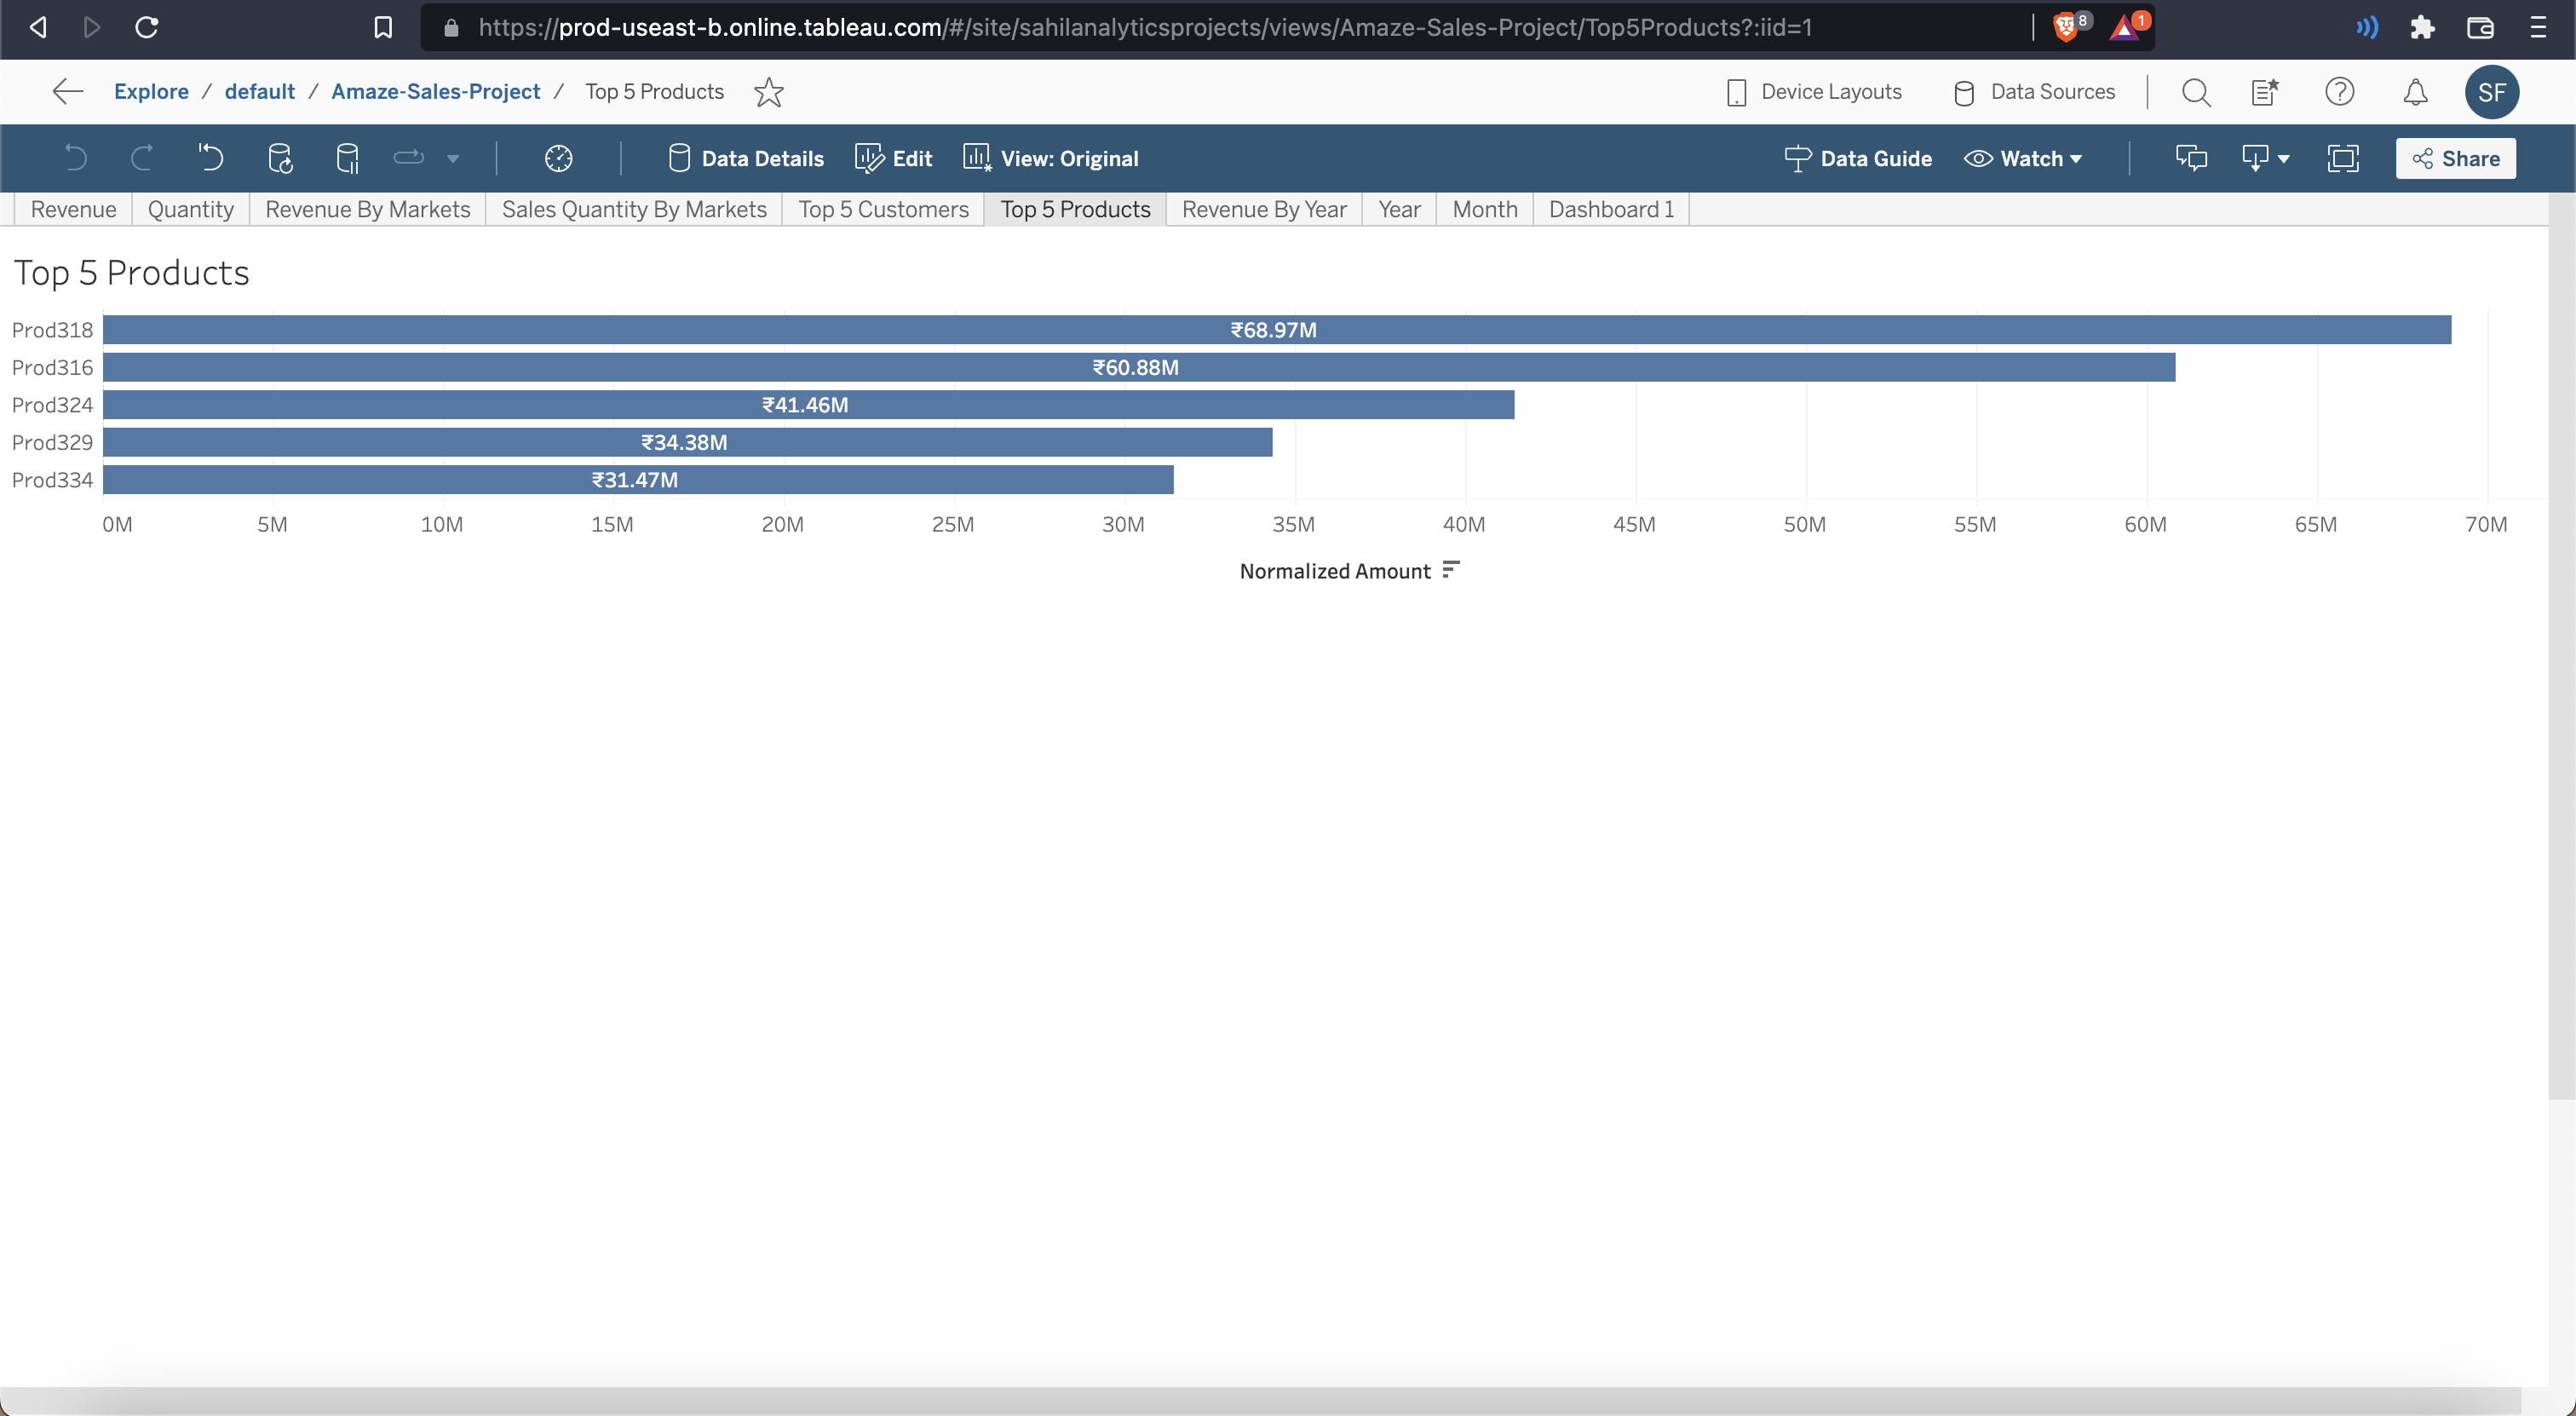 https://prod-useast-b.online.tableau.com/#/site/sahilanalyticsprojects/views/Amaze-Sales-Project/Top5Products?:iid=1 8 1
Explore / default / Amaze-Sales-Project / Top 5 Products Device Layouts Data Sources SF
Data Details Edit View: Original Data Guide Watch Share
Revenue Quantity Revenue By Markets Sales Quantity By Markets Top 5 Customers Top 5 Products Revenue By Year Year Month Dashboard 1
Top 5 Products
Prod318 ₹68.97M
Prod316 ₹60.88M
Prod324 ₹41.46M
Prod329 ₹34.38M
Prod334 ₹31.47M
0M 5M 10M 15M 20M 25M 30M 35M 40M 45M 50M 55M 60M 65M 70M
Normalized Amount